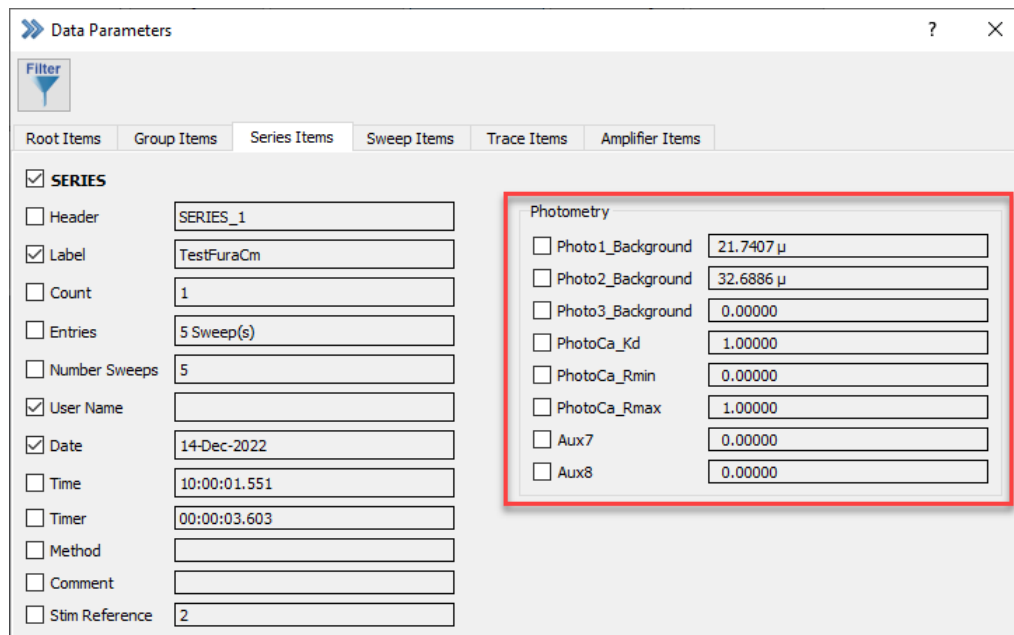 Data Parameters
?
Filter
Root Items
Group Items
Series Items
Sweep Items
Trace Items
Amplifier Items
SERIES
Header SERIES_1
Label TestFuraCm
Count 1
Entries 5 Sweep(s)
Number Sweeps 5
User Name
Date 14-Dec-2022
Time 10:00:01.551
Timer 00:00:03.603
Method
Comment
Stim Reference 2
Photometry
Photo1_Background 21.7407 µ
Photo2_Background 32.6886 µ
Photo3_Background 0.00000
PhotoCa_Kd 1.00000
PhotoCa_Rmin 0.00000
PhotoCa_Rmax 1.00000
Aux7 0.00000
Aux8 0.00000